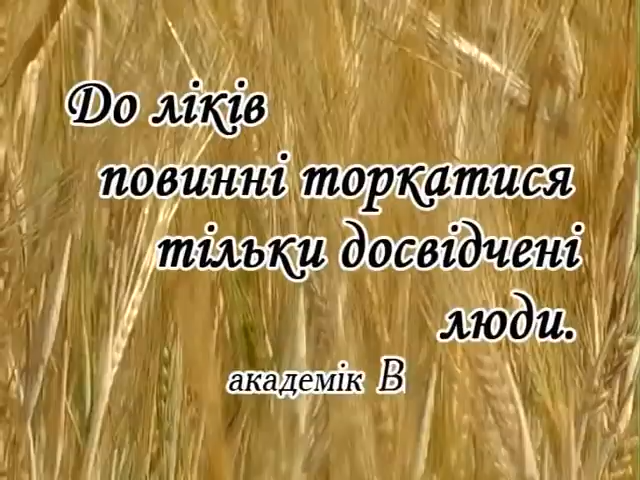 До ліків
повинні торкатися
тільки досвідчені
люди.
академік В